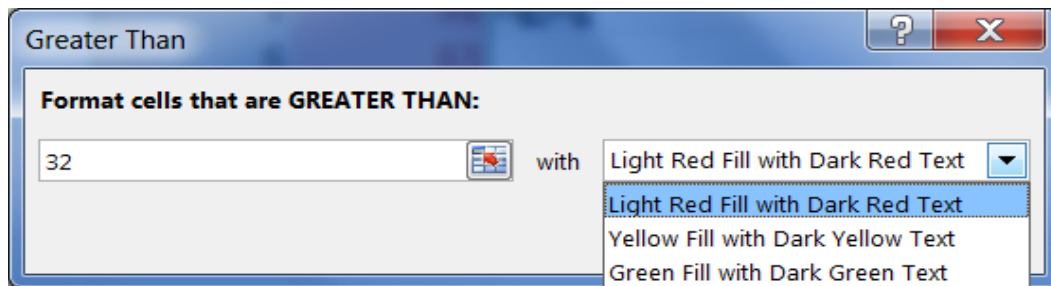 Greater Than
?
X
Format cells that are GREATER THAN:
32 with Light Red Fill with Dark Red Text
Light Red Fill with Dark Red Text
Yellow Fill with Dark Yellow Text
Green Fill with Dark Green Text